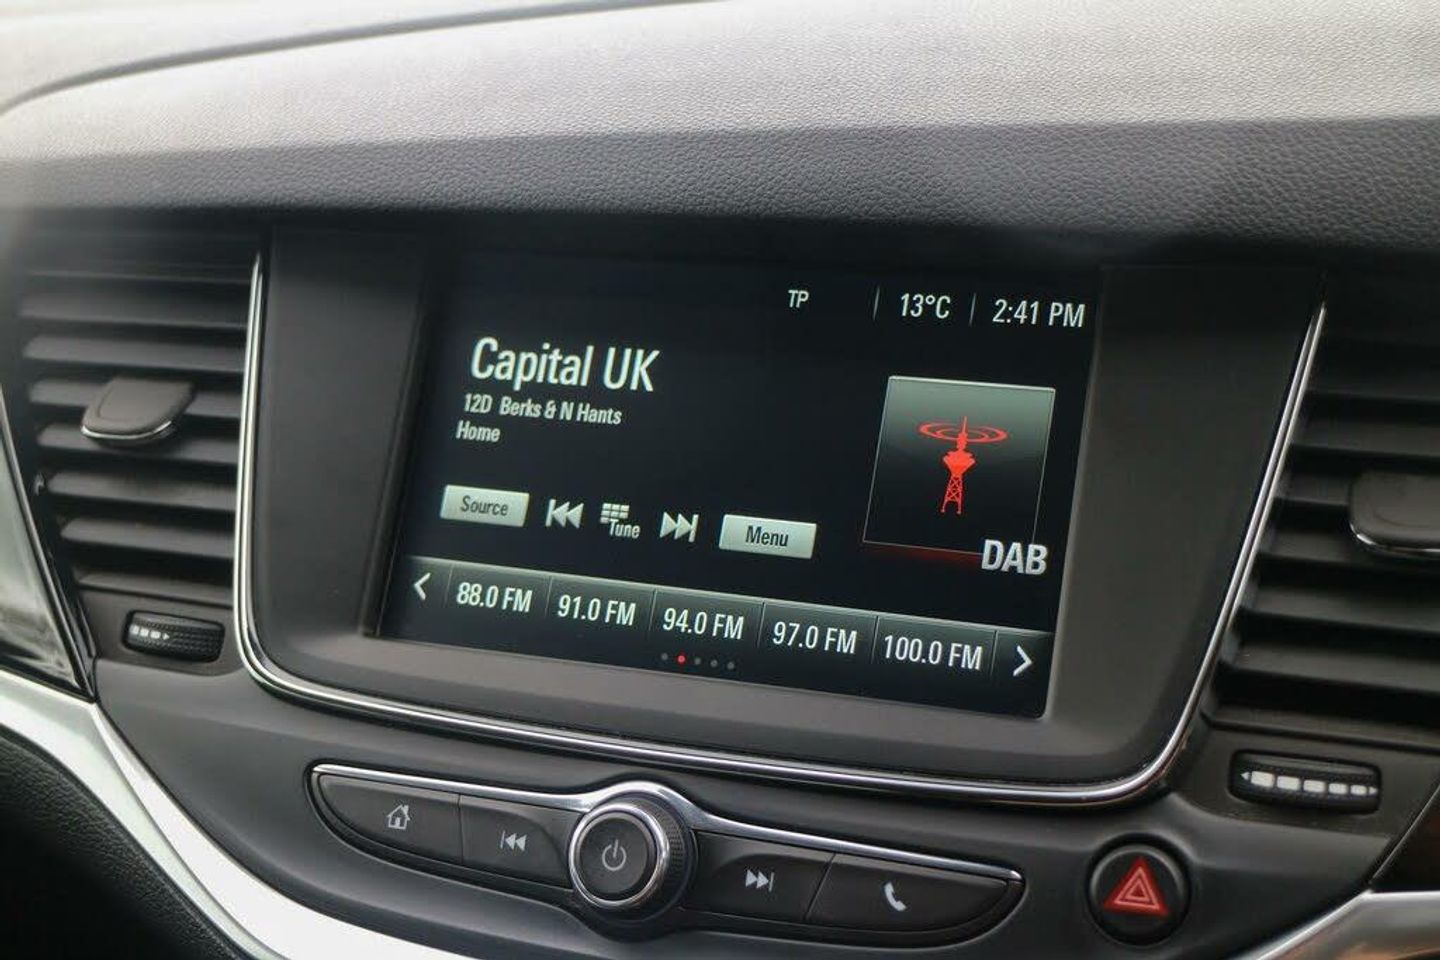 TP 13°C 2:41 PM
Capital UK
12D Berks & N Hants
Home
Source Tune Menu
DAB
88.0 FM 91.0 FM 94.0 FM 97.0 FM 100.0 FM